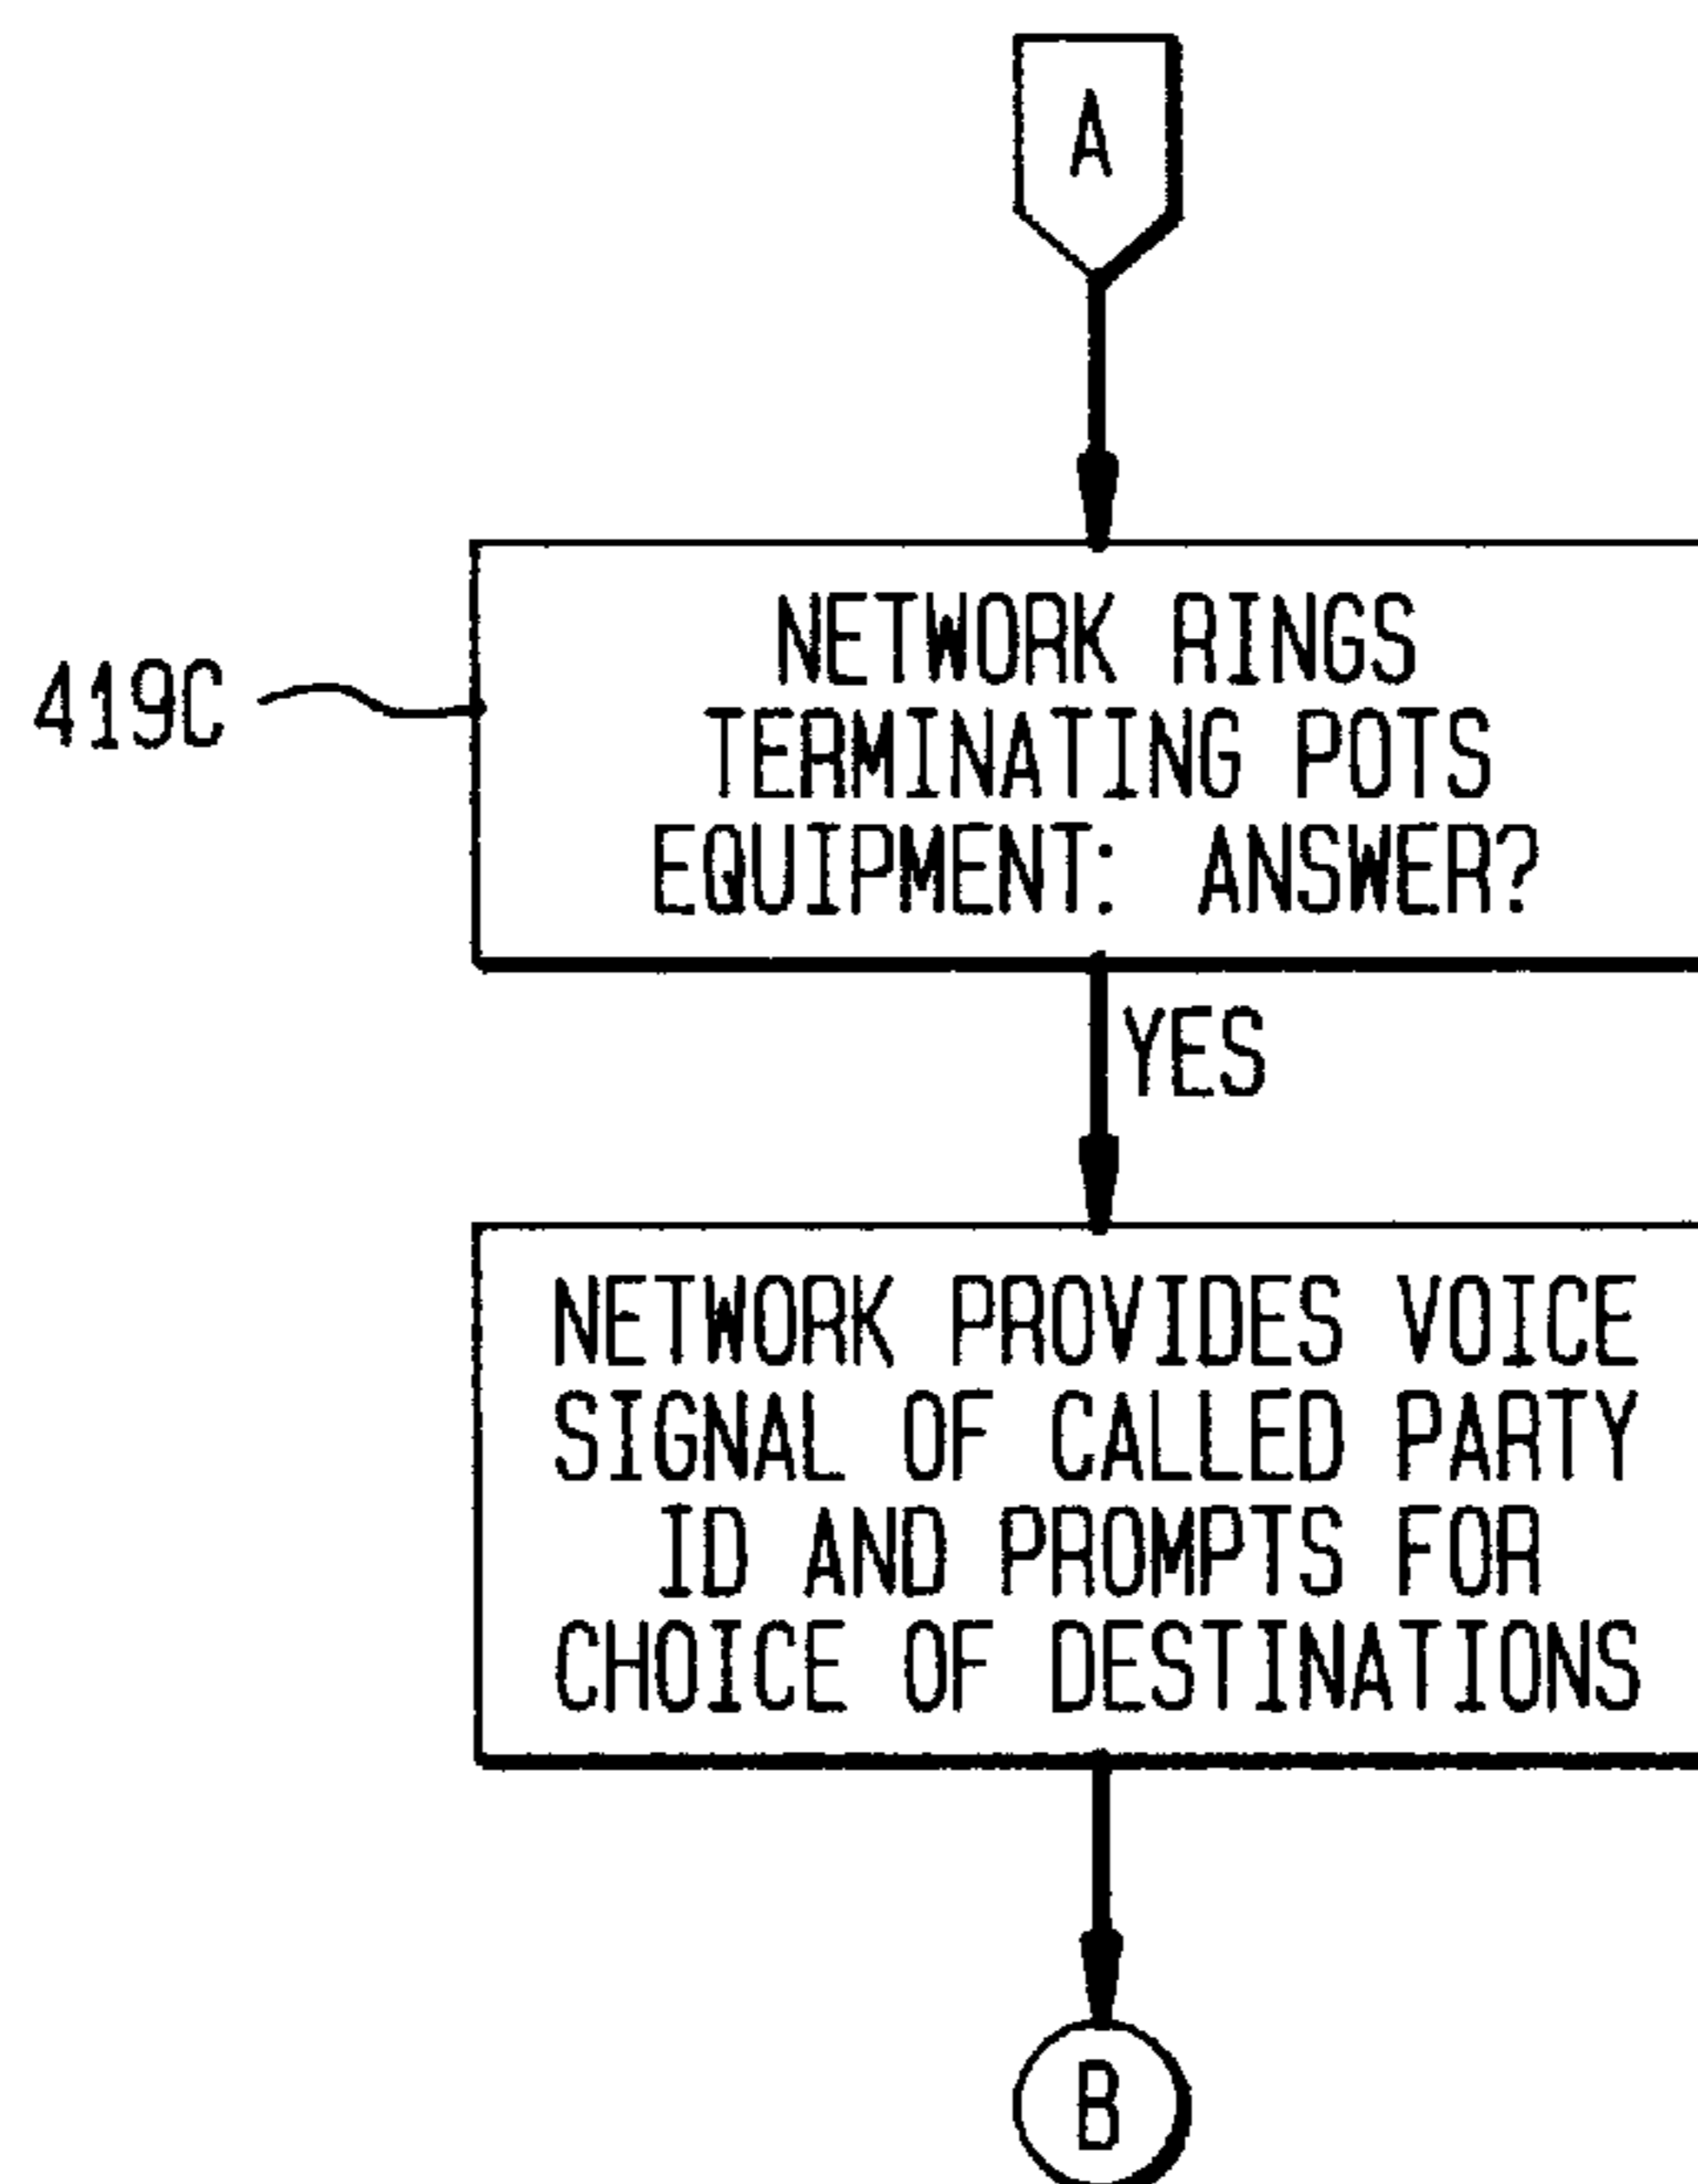 A
NETWORK RINGS
TERMINATING POTS
EQUIPMENT: ANSWER?
419C
YES
NETWORK PROVIDES VOICE
SIGNAL OF CALLED PARTY
ID AND PROMPTS FOR
CHOICE OF DESTINATIONS
B